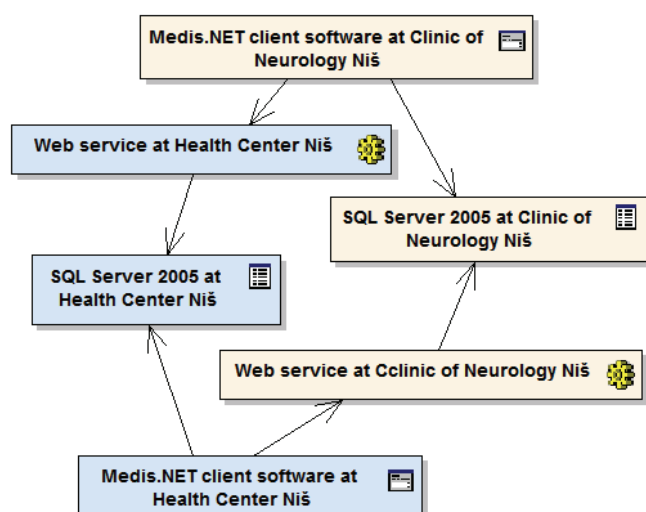 Medis.NET client software at Clinic of
Neurology Niš
Web service at Health Center Niš
SQL Server 2005 at Clinic of
Neurology Niš
SQL Server 2005 at
Health Center Niš
Web service at Cclinic of Neurology Niš
Medis.NET client software at
Health Center Niš